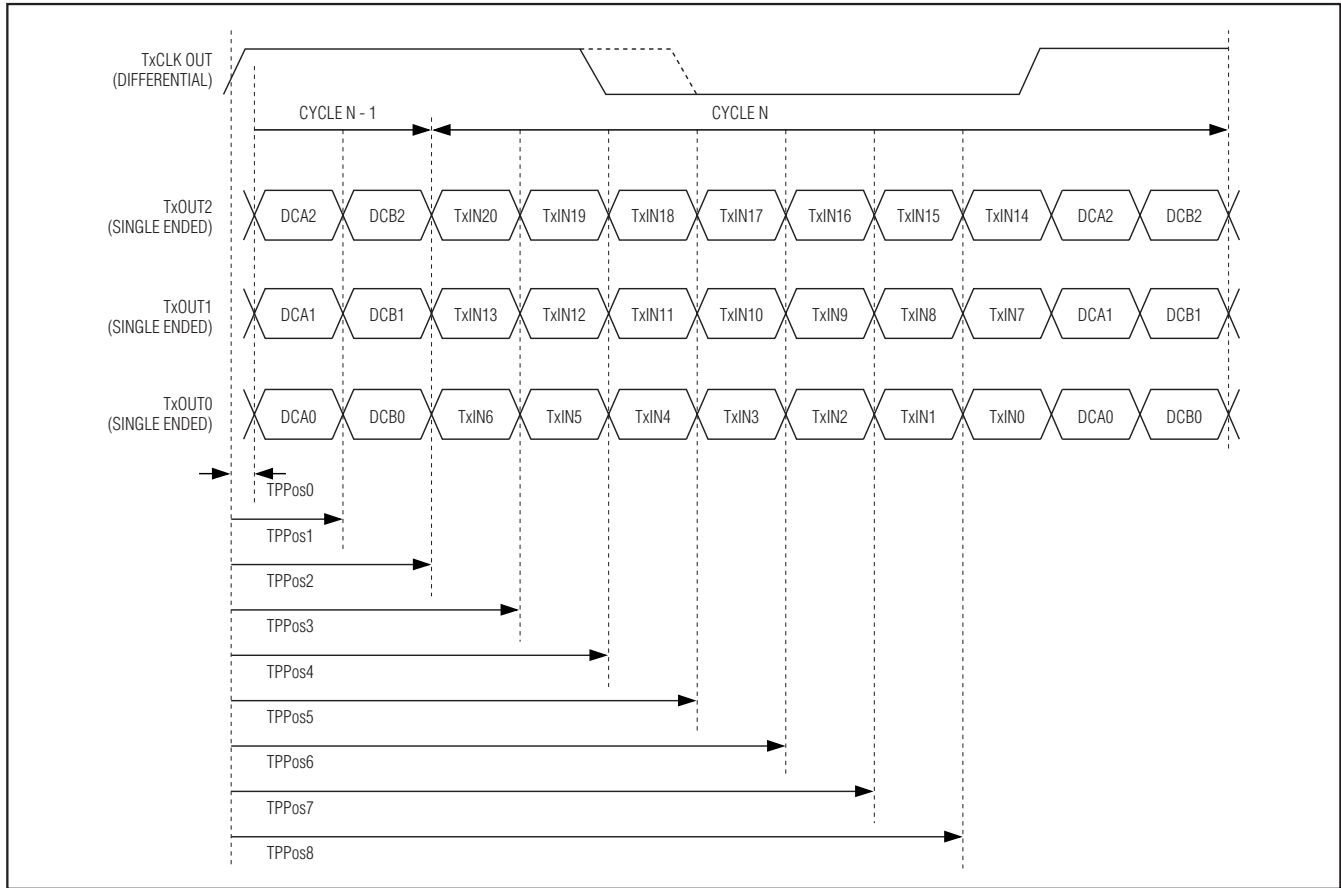 TxCLK OUT
(DIFFERENTIAL)
CYCLE N - 1
CYCLE N
TxOUT2
(SINGLE ENDED)
DCA2 DCB2 TxIN20 TxIN19 TxIN18 TxIN17 TxIN16 TxIN15 TxIN14 DCA2 DCB2
TxOUT1
(SINGLE ENDED)
DCA1 DCB1 TxIN13 TxIN12 TxIN11 TxIN10 TxIN9 TxIN8 TxIN7 DCA1 DCB1
TxOUT0
(SINGLE ENDED)
DCA0 DCB0 TxIN6 TxIN5 TxIN4 TxIN3 TxIN2 TxIN1 TxIN0 DCA0 DCB0
TPPos0
TPPos1
TPPos2
TPPos3
TPPos4
TPPos5
TPPos6
TPPos7
TPPos8